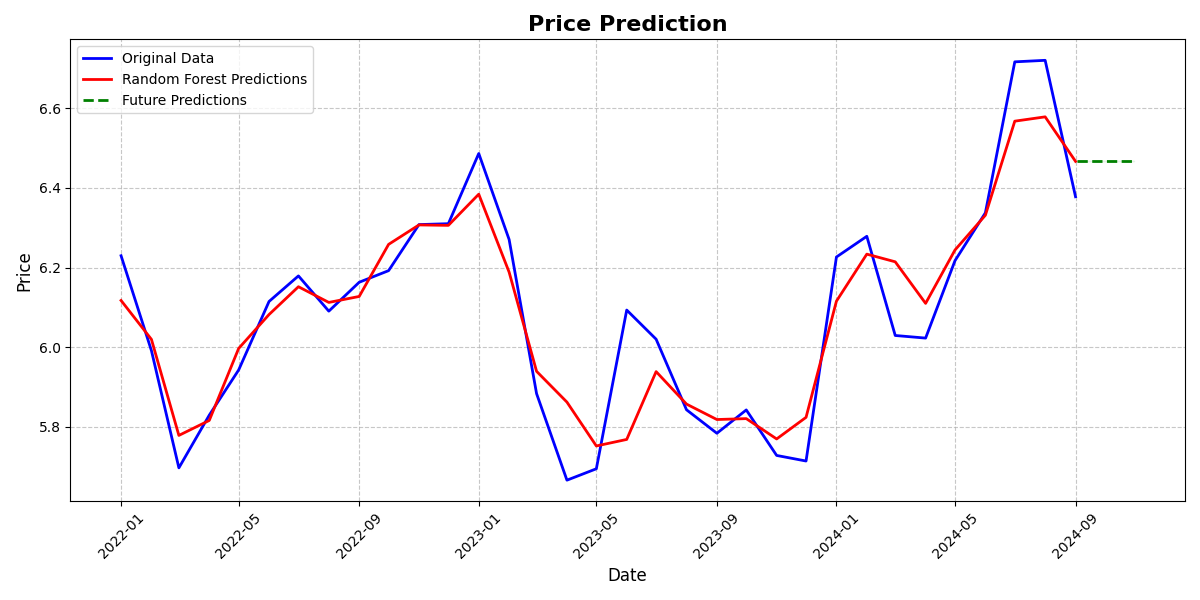 Price Prediction
Original Data
Random Forest Predictions
Future Predictions
Price
6.6
6.4
6.2
6.0
5.8
2022-01
2022-05
2022-09
2023-01
2023-05
2023-09
2024-01
2024-05
2024-09
Date